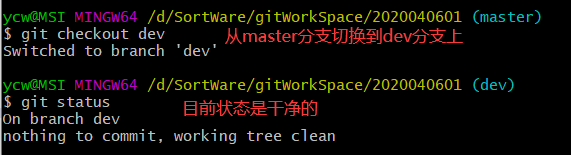 ycw@MSI MINGW64 /d/SortWare/gitWorkSpace/2020040601 (master)
$ git checkout dev 从master分支切换到dev分支上
Switched to branch 'dev'
ycw@MSI MINGW64 /d/SortWare/gitWorkSpace/2020040601 (dev)
$ git status 目前状态是干净的
On branch dev
nothing to commit, working tree clean